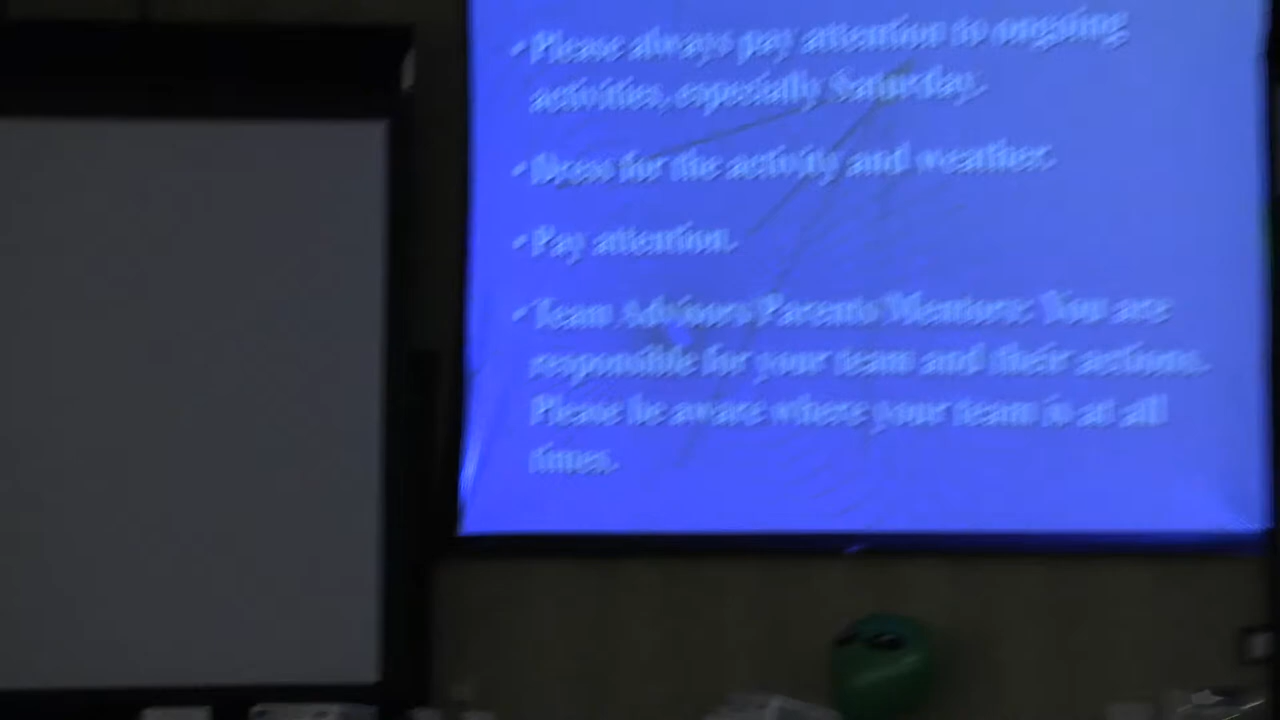 • Please always pay attention to ongoing
activities, especially Saturday.
• Dress for the activity and weather.
• Pay attention.
• Team Advisors/Parents/Mentors: You are
responsible for your team and their actions.
Please be aware where your team is at all
times.